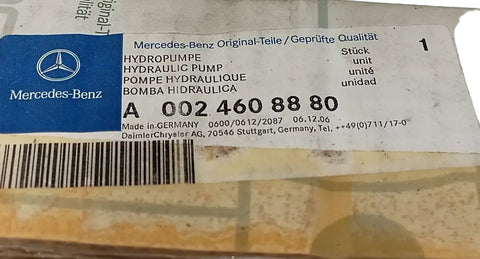 Mercedes-Benz Original-Teile/Geprüfte Qualität
HYDROPUMPE Stück 1
HYDRAULIC PUMP unit
POMPE HYDRAULIQUE unité
BOMBA HIDRAULICA unidad
Mercedes-Benz
A 002 460 88 80
Made in GERMANY 0600/0612/2087 06.12.06
DaimlerChrysler AG, 70546 Stuttgart, Germany, Tel. ++49(0)711/17-0